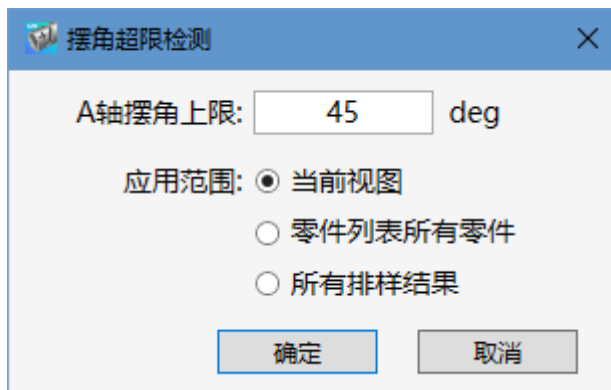 摆角超限检测
A轴摆角上限: 45 deg
应用范围: 当前视图
零件列表所有零件
所有排样结果
确定 取消